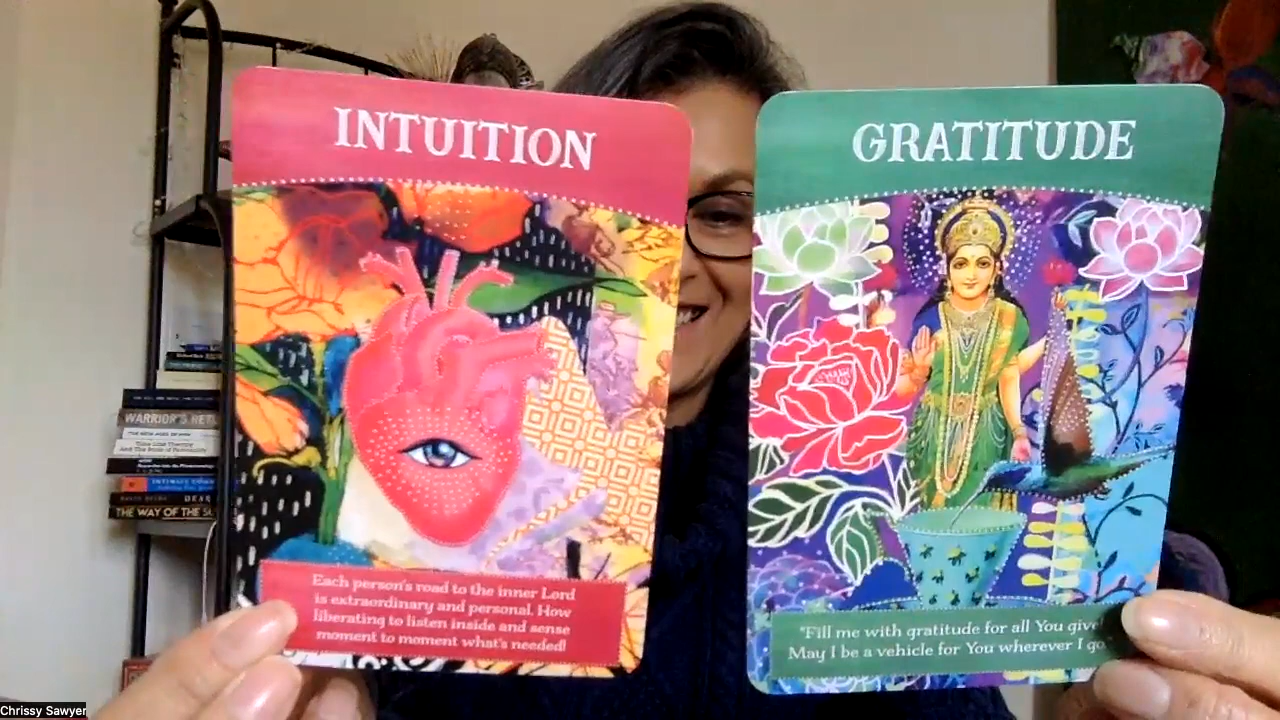 INTUITION
GRATITUDE
Each person's road to the inner Lord
is extraordinary and personal. How
liberating to listen inside and sense
moment to moment what's needed!
"Fill me with gratitude for all You give!
May I be a vehicle for You wherever I go
WARRIOR'S
THE WAY OF THE
Chrissy Sawyer